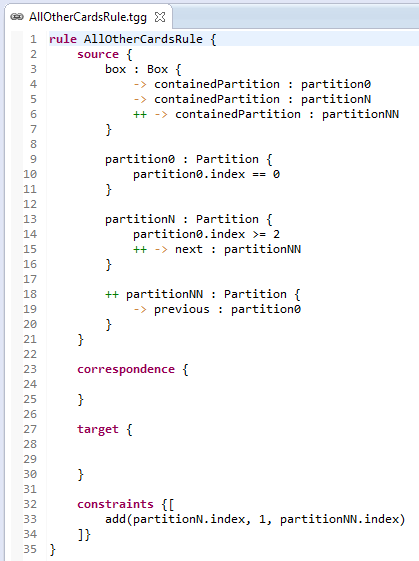 AllOtherCardsRule.tgg
1 rule AllOtherCardsRule {
2     source {
3         box : Box {
4             -> containedPartition : partition0
5             -> containedPartition : partitionN
6             ++ -> containedPartition : partitionNN
7         }
8
9         partition0 : Partition {
10             partition0.index == 0
11         }
12
13         partitionN : Partition {
14             partition0.index >= 2
15             ++ -> next : partitionNN
16         }
17
18         ++ partitionNN : Partition {
19             -> previous : partition0
20         }
21     }
22
23     correspondence {
24
25     }
26
27     target {
28
29
30     }
31
32     constraints {[
33         add(partitionN.index, 1, partitionNN.index)
34     ]}
35 }